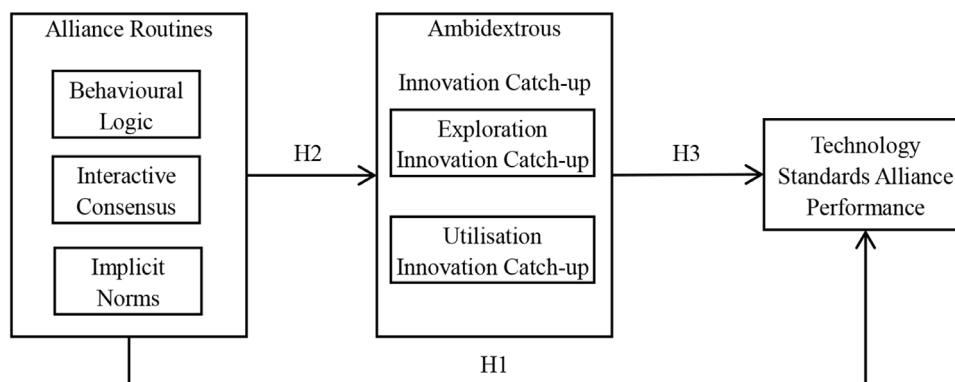 Alliance Routines
Behavioural
Logic
Interactive
Consensus
Implicit
Norms
H2
Ambidextrous
Innovation Catch-up
Exploration
Innovation Catch-up
Utilisation
Innovation Catch-up
H3
Technology
Standards Alliance
Performance
H1